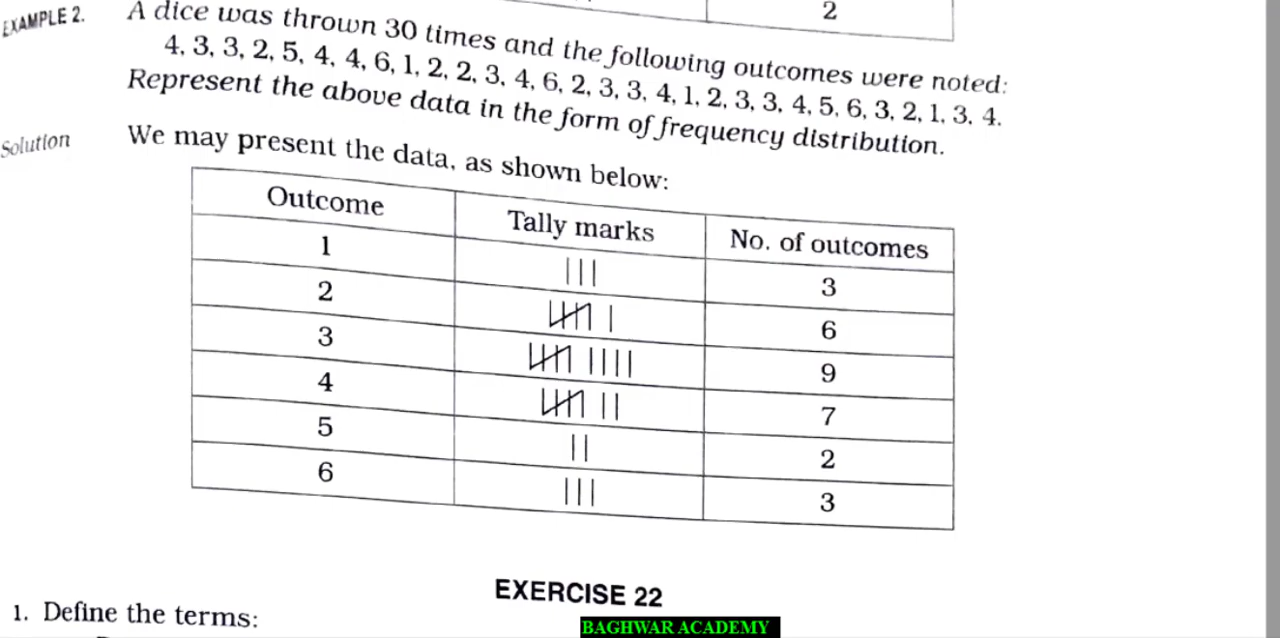 2
EXAMPLE 2. A dice was thrown 30 times and the following outcomes were noted:
4, 3, 3, 2, 5, 4, 4, 6, 1, 2, 2, 3, 4, 6, 2, 3, 3, 4, 1, 2, 3, 3, 4, 5, 6, 3, 2, 1, 3, 4.
Represent the above data in the form of frequency distribution.
Solution We may present the data, as shown below:
Outcome Tally marks No. of outcomes
1 ||| 3
2 𝍸 | 6
3 𝍸 |||| 9
4 𝍸 || 7
5 || 2
6 ||| 3
EXERCISE 22
1. Define the terms:
BAGHWAR ACADEMY